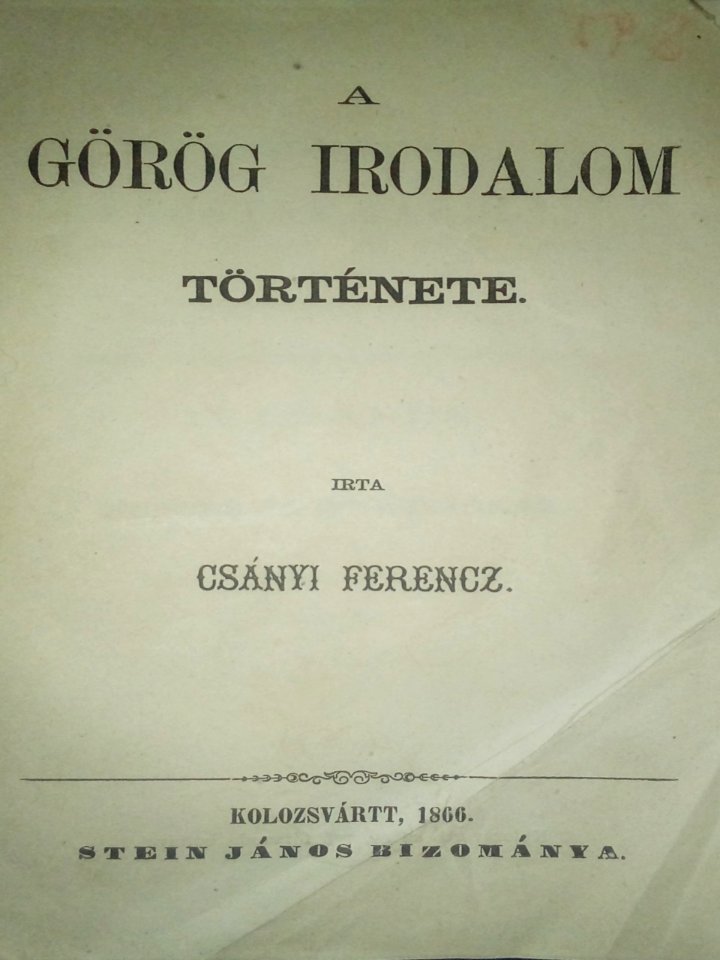 A
GÖRÖG IRODALOM
TÖRTÉNETE.
IRTA
CSÁNYI FERENCZ.
KOLOZSVÁRTT, 1866.
STEIN JÁNOS BIZOMÁNYA.